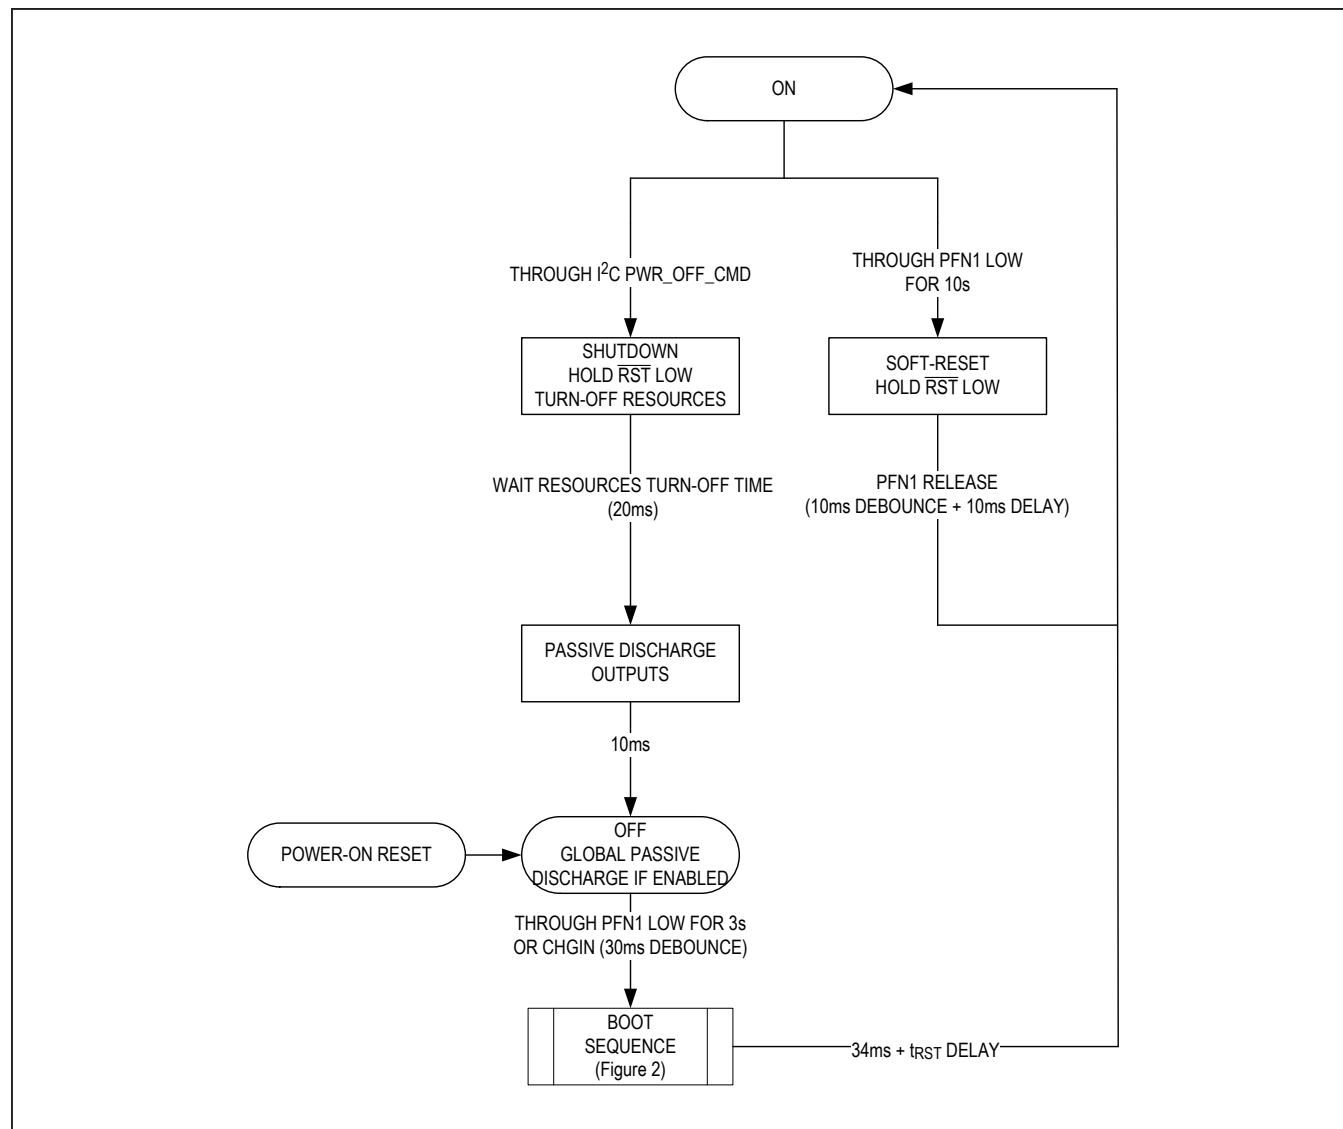 ON
THROUGH I²C PWR_OFF_CMD
THROUGH PFN1 LOW
FOR 10s
SHUTDOWN
HOLD R̅S̅T̅ LOW
TURN-OFF RESOURCES
SOFT-RESET
HOLD R̅S̅T̅ LOW
WAIT RESOURCES TURN-OFF TIME
(20ms)
PFN1 RELEASE
(10ms DEBOUNCE + 10ms DELAY)
PASSIVE DISCHARGE
OUTPUTS
10ms
POWER-ON RESET
OFF
GLOBAL PASSIVE
DISCHARGE IF ENABLED
THROUGH PFN1 LOW FOR 3s
OR CHGIN (30ms DEBOUNCE)
BOOT
SEQUENCE
(Figure 2)
34ms + tRST DELAY